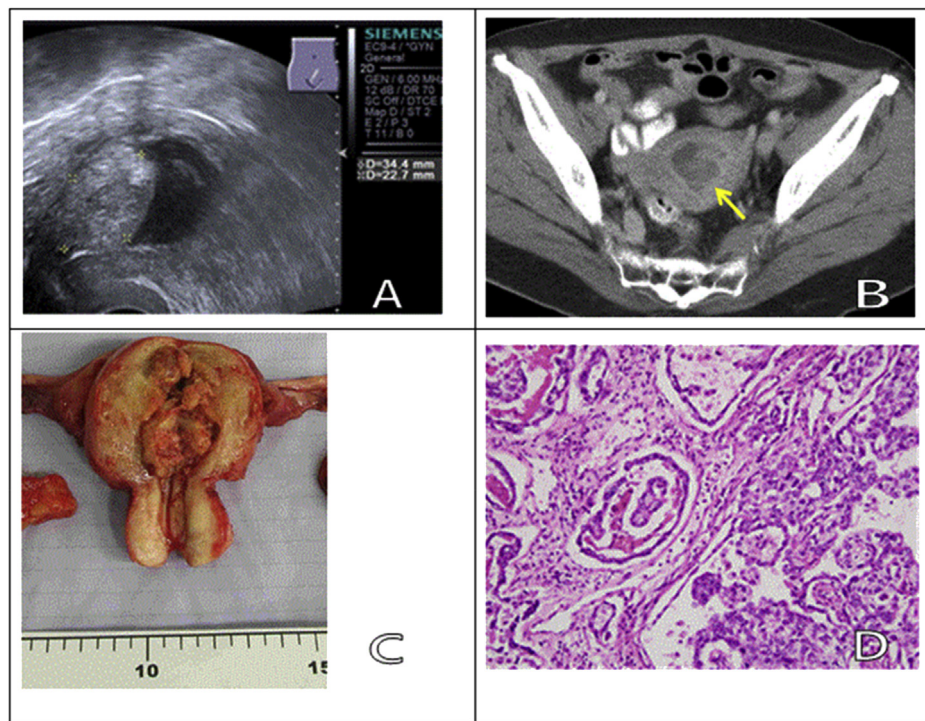 SIEMENS
EC9-4 / *GYN
General
2D
GEN / 6.00 MHz
12 dB / DR 70
SC Off / DTCE
Map D / ST 2
E 2 / P 3
T 11 / B 0
D=34.4 mm
D=22.7 mm
A
B
10
15
C
D